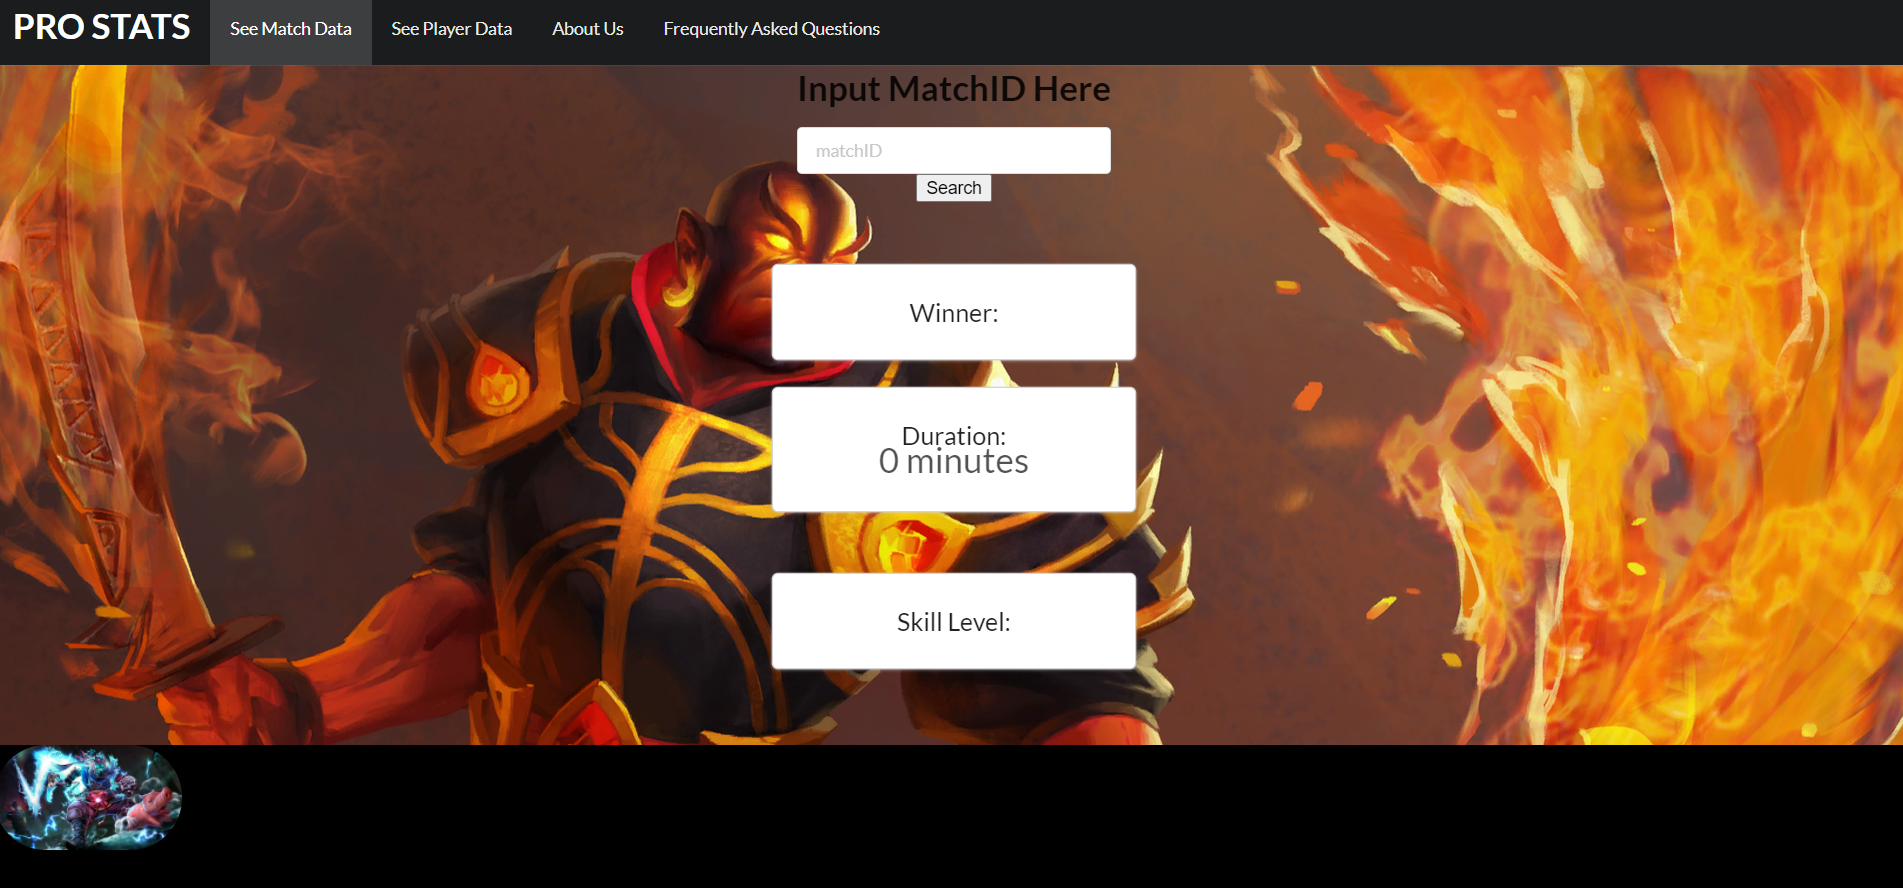 PRO STATS
See Match Data
See Player Data
About Us
Frequently Asked Questions
Input MatchID Here
matchID
Search
Winner:
Duration:
0 minutes
Skill Level: